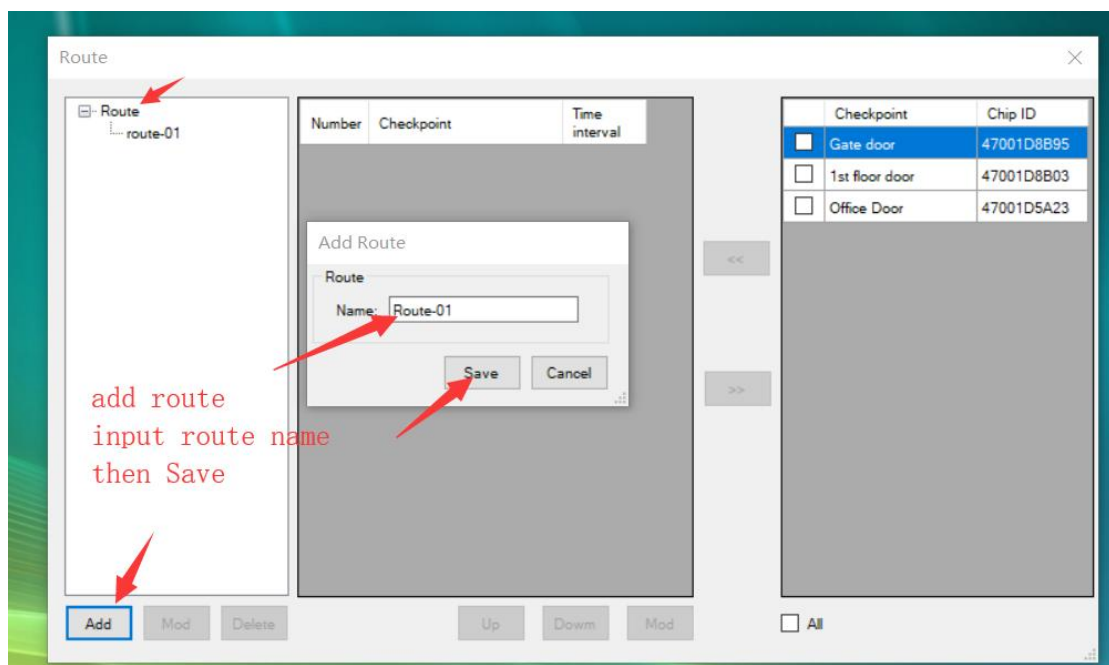 Route
Route
route-01
Number Checkpoint Time interval
Checkpoint Chip ID
Gate door 47001D8B95
1st floor door 47001D8B03
Office Door 47001D5A23
Add Route
Route
Name: Route-01
Save Cancel
<<
>>
add route
input route name
then Save
Add Mod Delete
Up Dowm Mod
All